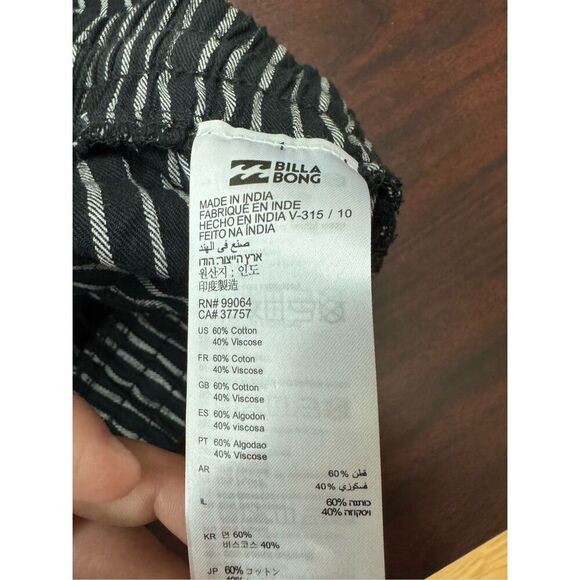 BILLA
BONG
MADE IN INDIA
FABRIQUÉ EN INDE
HECHO EN INDIA V-315 / 10
FEITO NA ÍNDIA
صنع في الهند
ארץ הייצור: הודו
원산지 : 인도
印度製造
RN# 99064
CA# 37757
US 60% Cotton
40% Viscose
FR 60% Coton
40% Viscose
GB 60% Cotton
40% Viscose
ES 60% Algodon
40% viscosa
PT 60% Algodao
40% Viscose
AR 60% قطن
40% فسكوزي
IL 60% כותנה
40% ויסקוזה
KR 면 60%
비스코스 40%
JP 60% コットン
40%